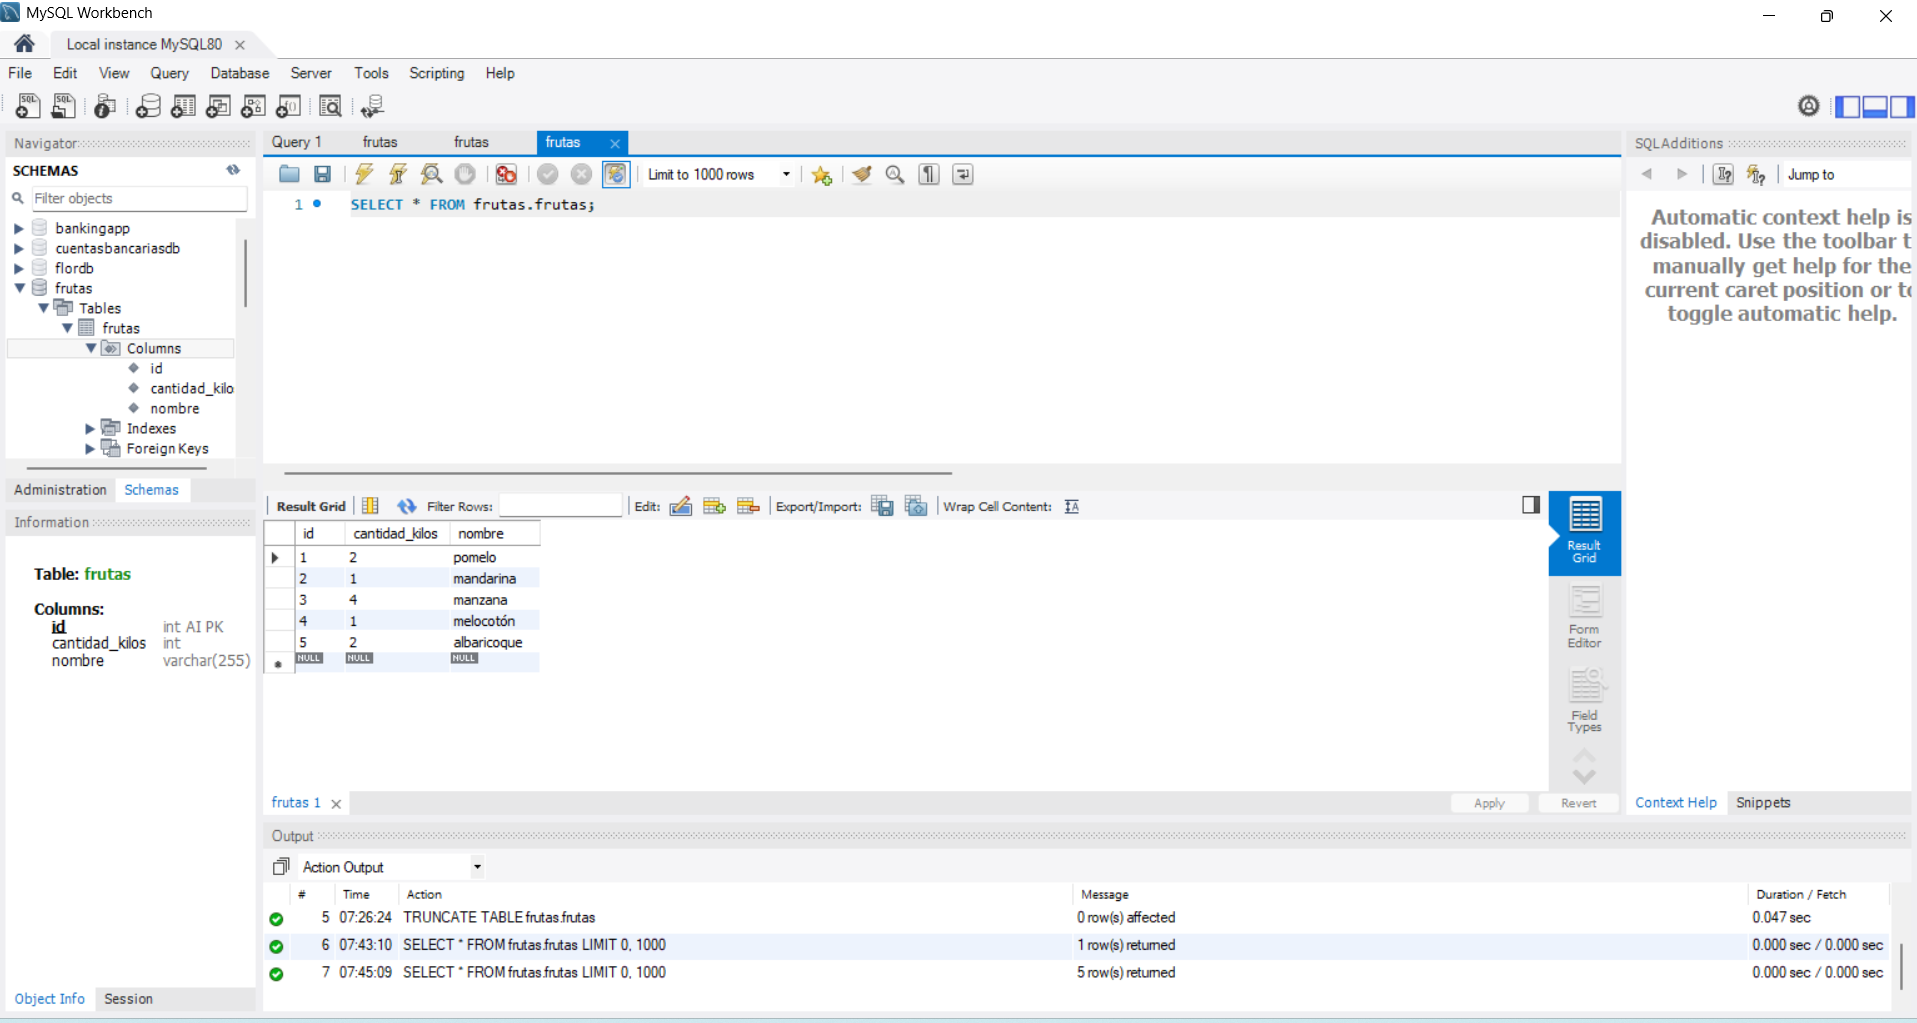 MySQL Workbench
Local instance MySQL80
File Edit View Query Database Server Tools Scripting Help
Navigator
SCHEMAS
Filter objects
bankingapp
cuentasbancariasdb
flordb
frutas
Tables
frutas
Columns
id
cantidad_kilo
nombre
Indexes
Foreign Keys
Administration Schemas
Information
Table: frutas
Columns:
id int AI PK
cantidad_kilos int
nombre varchar(255)
Object Info Session
Query 1 frutas frutas frutas
Limit to 1000 rows
1 SELECT * FROM frutas.frutas;
Result Grid Filter Rows: Edit: Export/Import: Wrap Cell Content:
id cantidad_kilos nombre
1 2 pomelo
2 1 mandarina
3 4 manzana
4 1 melocotón
5 2 albaricoque
NULL NULL NULL
Result
Grid
Form
Editor
Field
Types
frutas 1 Apply Revert
SQLAdditions
Jump to
Automatic context help is
disabled. Use the toolbar t
manually get help for the
current caret position or to
toggle automatic help.
Context Help Snippets
Output
Action Output
# Time Action Message Duration / Fetch
5 07:26:24 TRUNCATE TABLE frutas.frutas 0 row(s) affected 0.047 sec
6 07:43:10 SELECT * FROM frutas.frutas LIMIT 0, 1000 1 row(s) returned 0.000 sec / 0.000 sec
7 07:45:09 SELECT * FROM frutas.frutas LIMIT 0, 1000 5 row(s) returned 0.000 sec / 0.000 sec